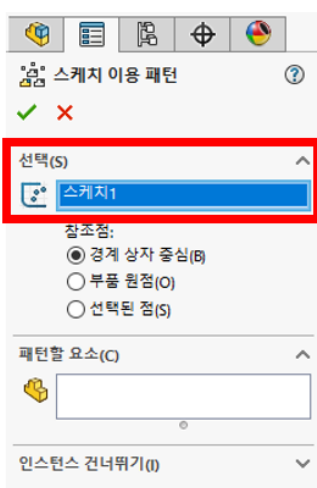 스케치 이용 패턴
선택(S)
스케치1
참조점:
경계 상자 중심(B)
부품 원점(O)
선택된 점(S)
패턴할 요소(C)
인스턴스 건너뛰기(I)